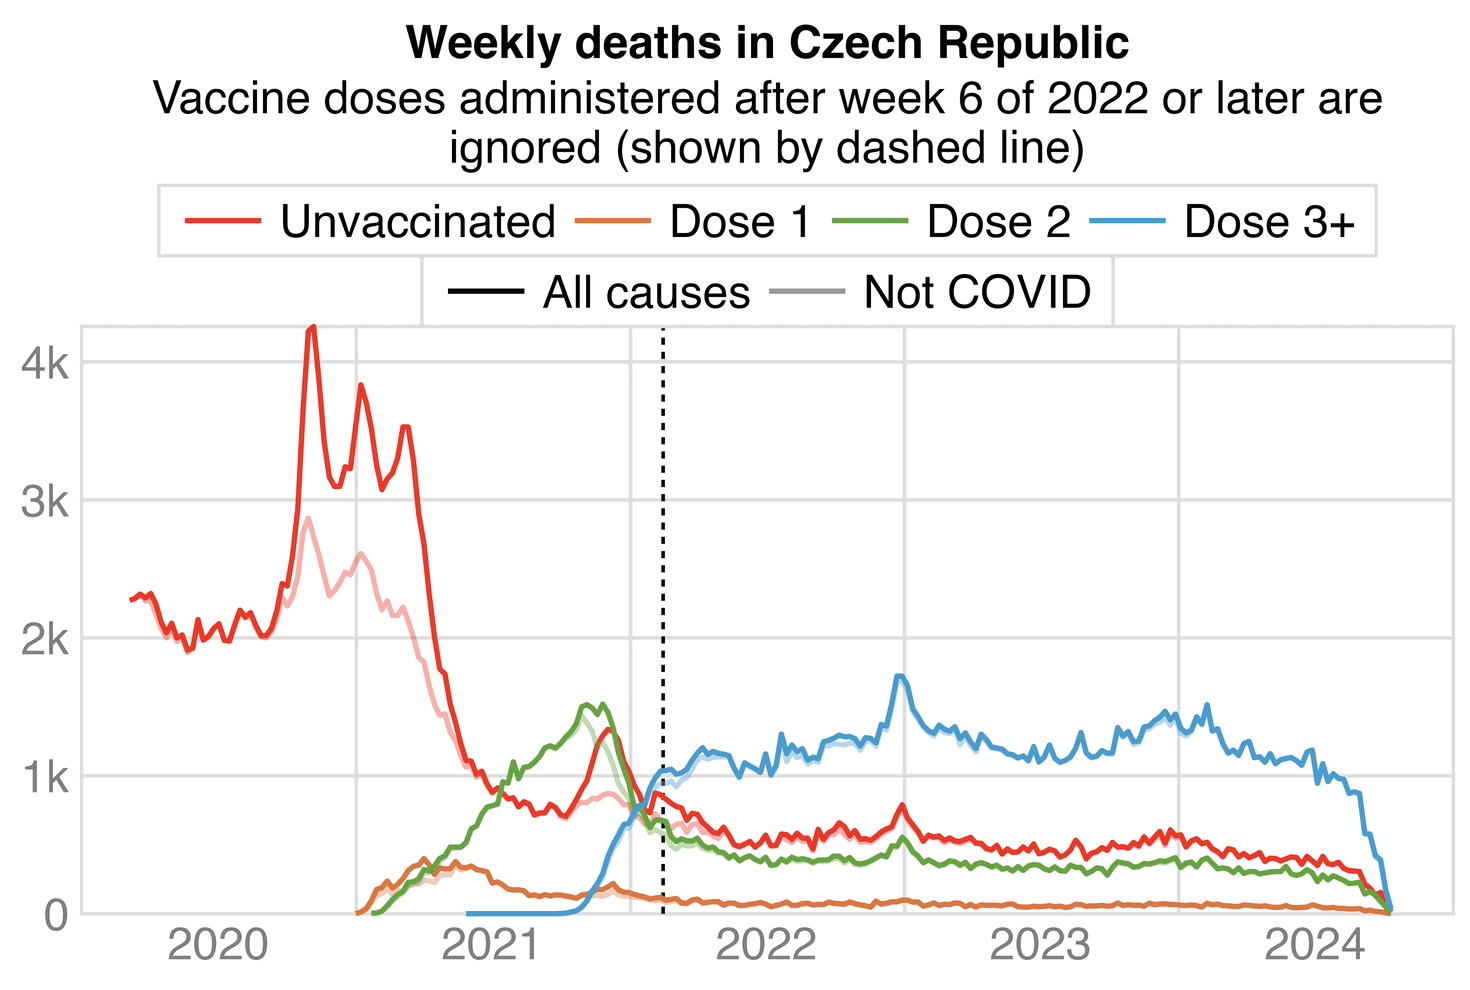 Weekly deaths in Czech Republic
Vaccine doses administered after week 6 of 2022 or later are
ignored (shown by dashed line)
Unvaccinated Dose 1 Dose 2 Dose 3+
All causes Not COVID
4k
3k
2k
1k
0
2020 2021 2022 2023 2024